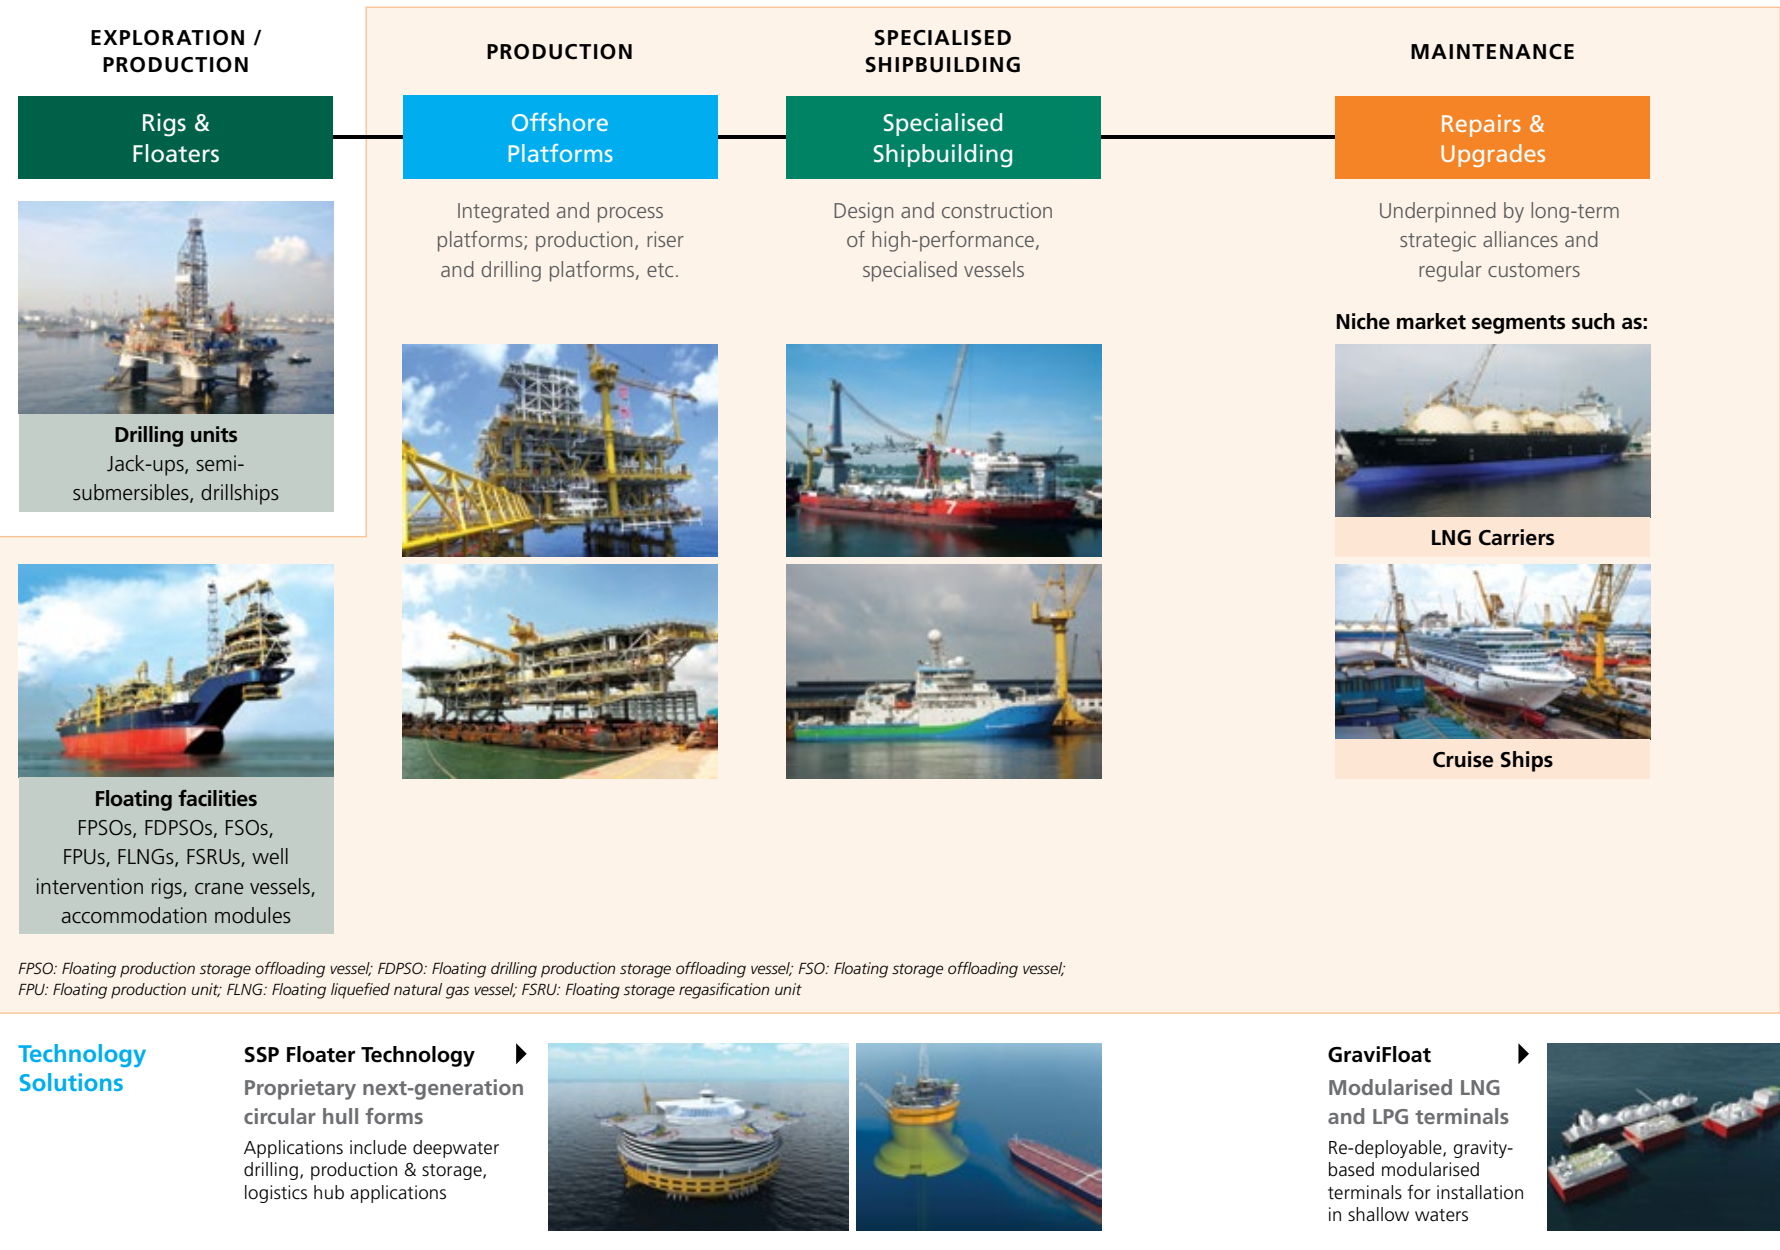 EXPLORATION /
PRODUCTION
Rigs &
Floaters
Drilling units
Jack-ups, semi-
submersibles, drillships
Floating facilities
FPSOs, FDPSOs, FSOs,
FPUs, FLNGs, FSRUs, well
intervention rigs, crane vessels,
accommodation modules
PRODUCTION
Offshore
Platforms
Integrated and process
platforms; production, riser
and drilling platforms, etc.
SPECIALISED
SHIPBUILDING
Specialised
Shipbuilding
Design and construction
of high-performance,
specialised vessels
7
MAINTENANCE
Repairs &
Upgrades
Underpinned by long-term
strategic alliances and
regular customers
Niche market segments such as:
LNG Carriers
Cruise Ships
FPSO: Floating production storage offloading vessel; FDPSO: Floating drilling production storage offloading vessel; FSO: Floating storage offloading vessel;
FPU: Floating production unit; FLNG: Floating liquefied natural gas vessel; FSRU: Floating storage regasification unit
Technology
Solutions
SSP Floater Technology
Proprietary next-generation
circular hull forms
Applications include deepwater
drilling, production & storage,
logistics hub applications
GraviFloat
Modularised LNG
and LPG terminals
Re-deployable, gravity-
based modularised
terminals for installation
in shallow waters